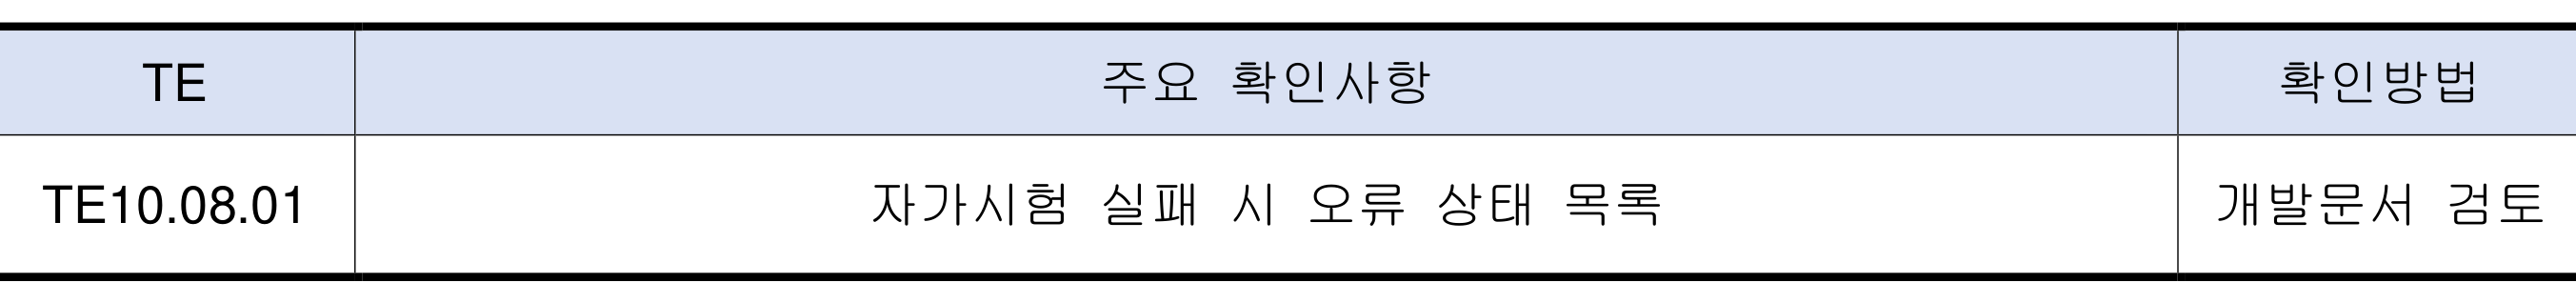 TE 주요 확인사항 확인방법
TE10.08.01 자가시험 실패 시 오류 상태 목록 개발문서 검토